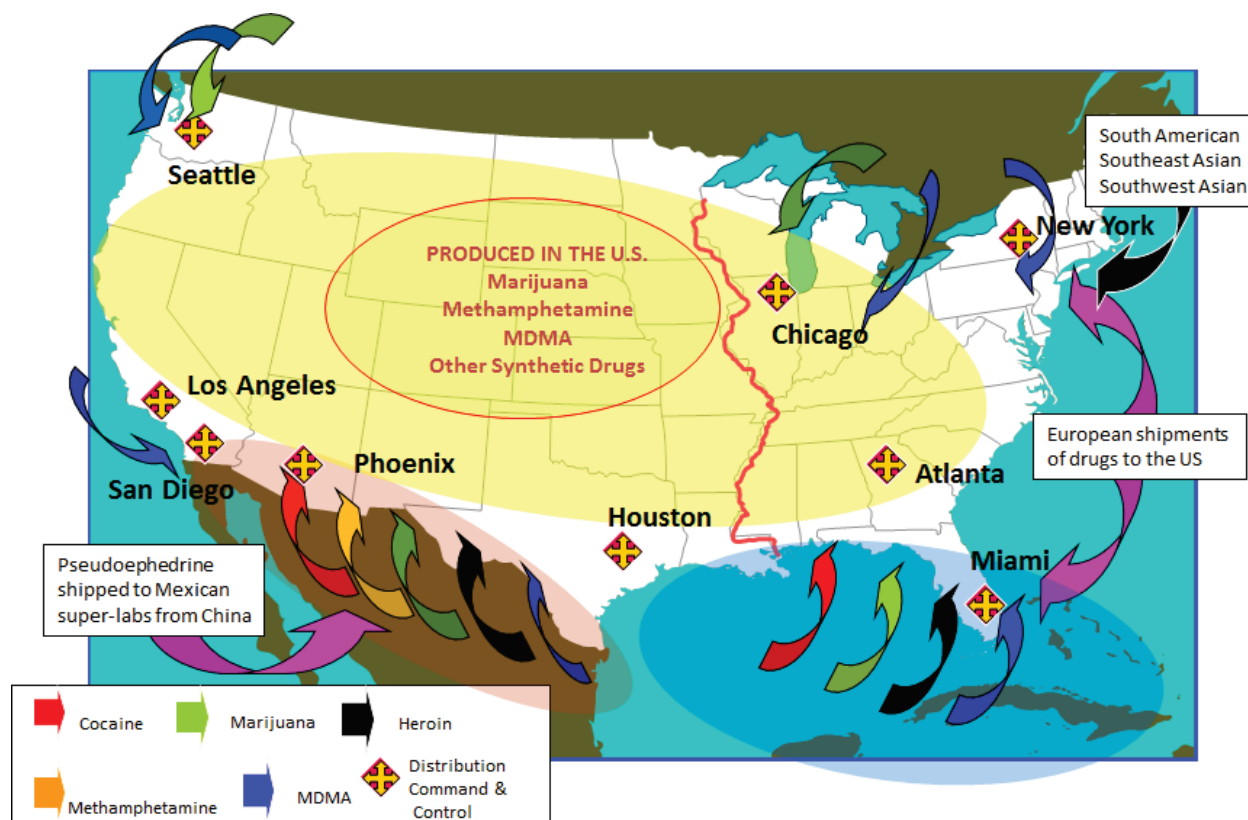 Seattle
South American
Southeast Asian
Southwest Asian
New York
PRODUCED IN THE U.S.
Marijuana
Methamphetamine
MDMA
Other Synthetic Drugs
Chicago
Los Angeles
European shipments
of drugs to the US
Phoenix
San Diego
Atlanta
Houston
Miami
Pseudoephedrine
shipped to Mexican
super-labs from China
Cocaine
Marijuana
Heroin
Methamphetamine
MDMA
Distribution
Command &
Control